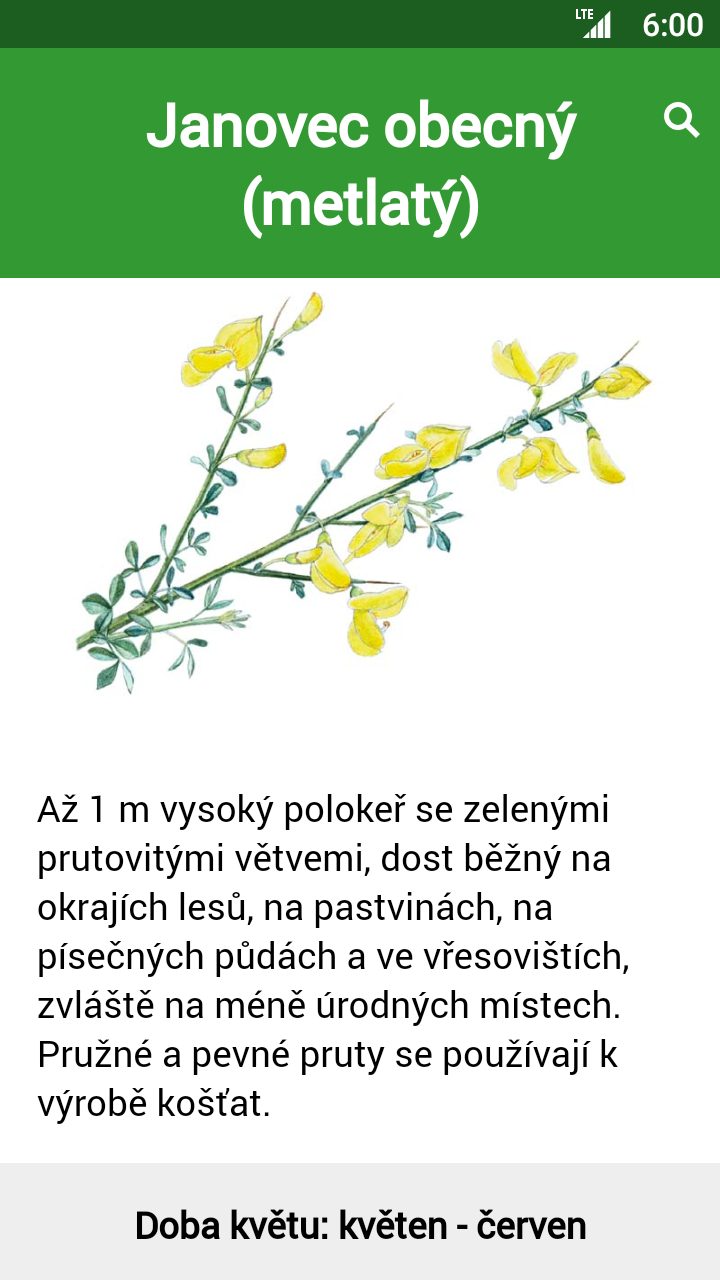 LTE
6:00
Janovec obecný
(metlatý)
Až 1 m vysoký polokeř se zelenými
prutovitými větvemi, dost běžný na
okrajích lesů, na pastvinách, na
písečných půdách a ve vřesovištích,
zvláště na méně úrodných místech.
Pružné a pevné pruty se používají k
výrobě košťat.
Doba květu: květen - červen